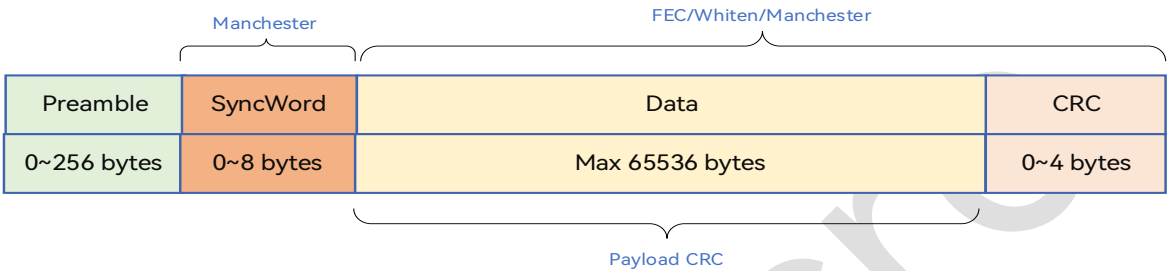 Manchester
FEC/Whiten/Manchester
Preamble SyncWord Data CRC
0~256 bytes 0~8 bytes Max 65536 bytes 0~4 bytes
Payload CRC